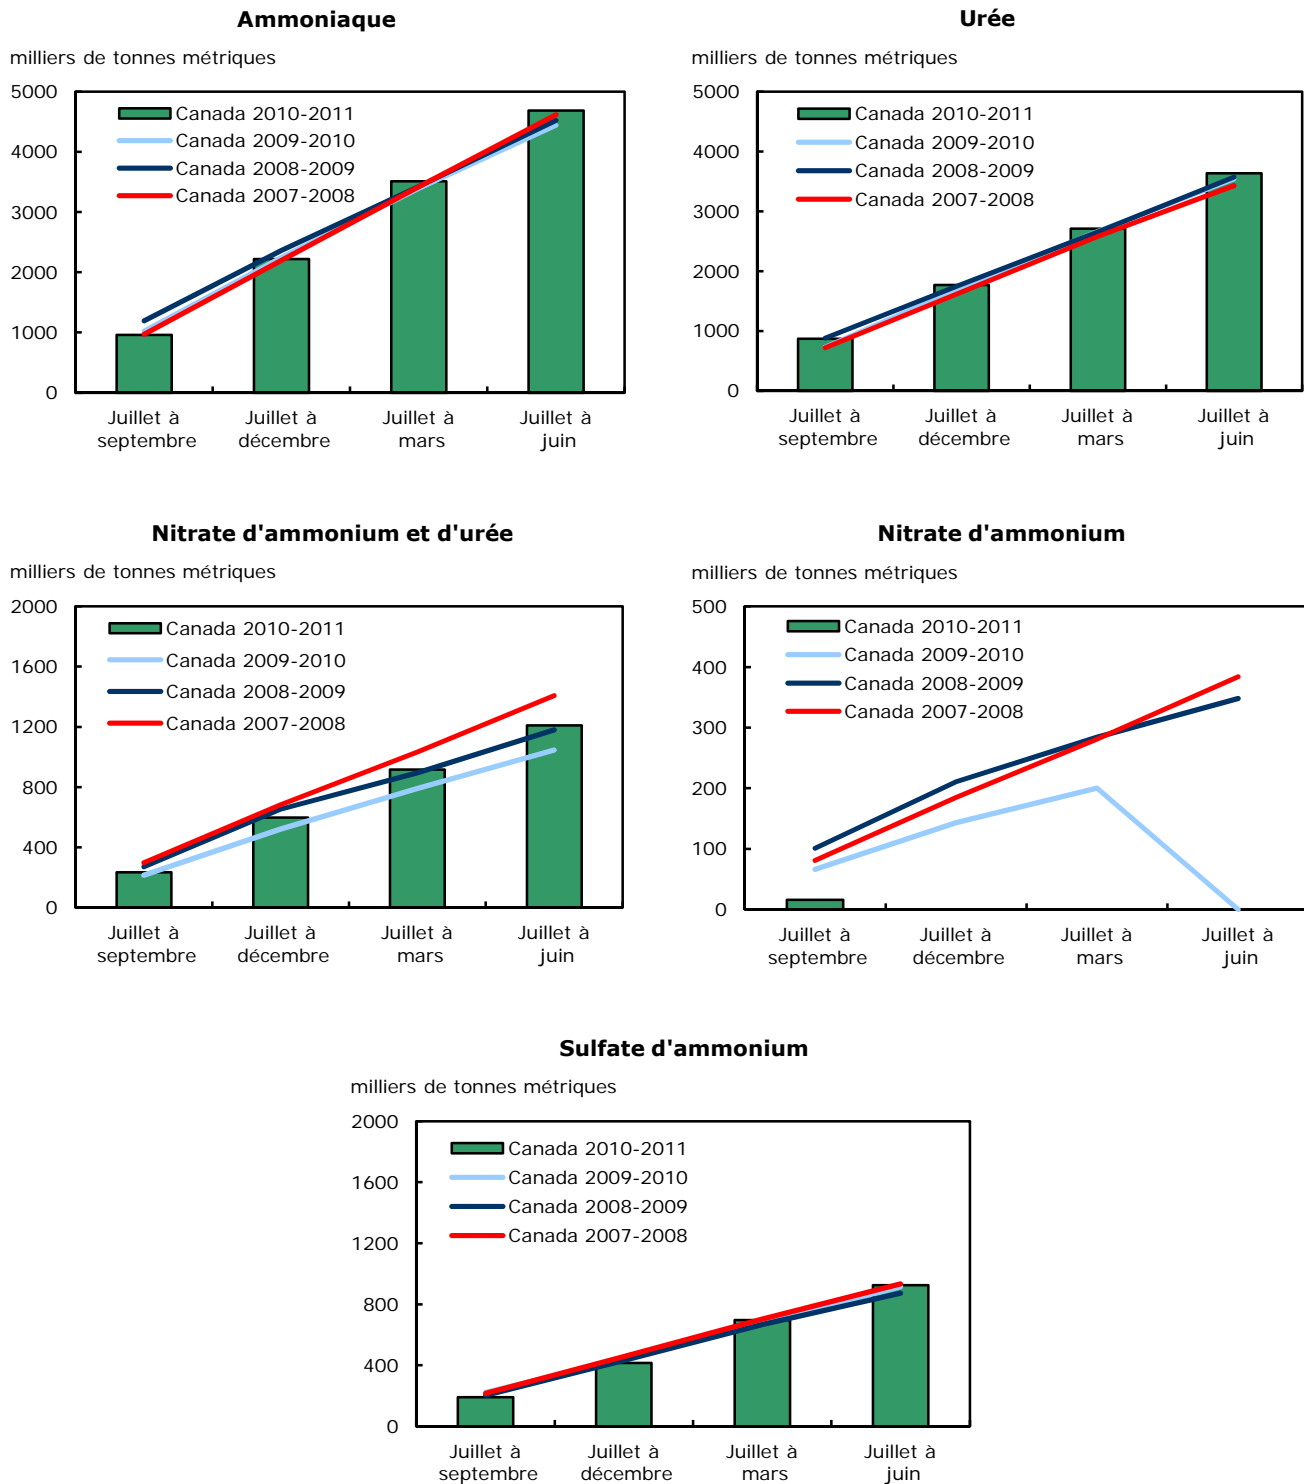 Ammoniaque
milliers de tonnes métriques
5000
4000
3000
2000
1000
0
Canada 2010-2011
Canada 2009-2010
Canada 2008-2009
Canada 2007-2008
Juillet à septembre
Juillet à décembre
Juillet à mars
Juillet à juin
Urée
milliers de tonnes métriques
5000
4000
3000
2000
1000
0
Canada 2010-2011
Canada 2009-2010
Canada 2008-2009
Canada 2007-2008
Juillet à septembre
Juillet à décembre
Juillet à mars
Juillet à juin
Nitrate d'ammonium et d'urée
milliers de tonnes métriques
2000
1600
1200
800
400
0
Canada 2010-2011
Canada 2009-2010
Canada 2008-2009
Canada 2007-2008
Juillet à septembre
Juillet à décembre
Juillet à mars
Juillet à juin
Nitrate d'ammonium
milliers de tonnes métriques
500
400
300
200
100
0
Canada 2010-2011
Canada 2009-2010
Canada 2008-2009
Canada 2007-2008
Juillet à septembre
Juillet à décembre
Juillet à mars
Juillet à juin
Sulfate d'ammonium
milliers de tonnes métriques
2000
1600
1200
800
400
0
Canada 2010-2011
Canada 2009-2010
Canada 2008-2009
Canada 2007-2008
Juillet à septembre
Juillet à décembre
Juillet à mars
Juillet à juin